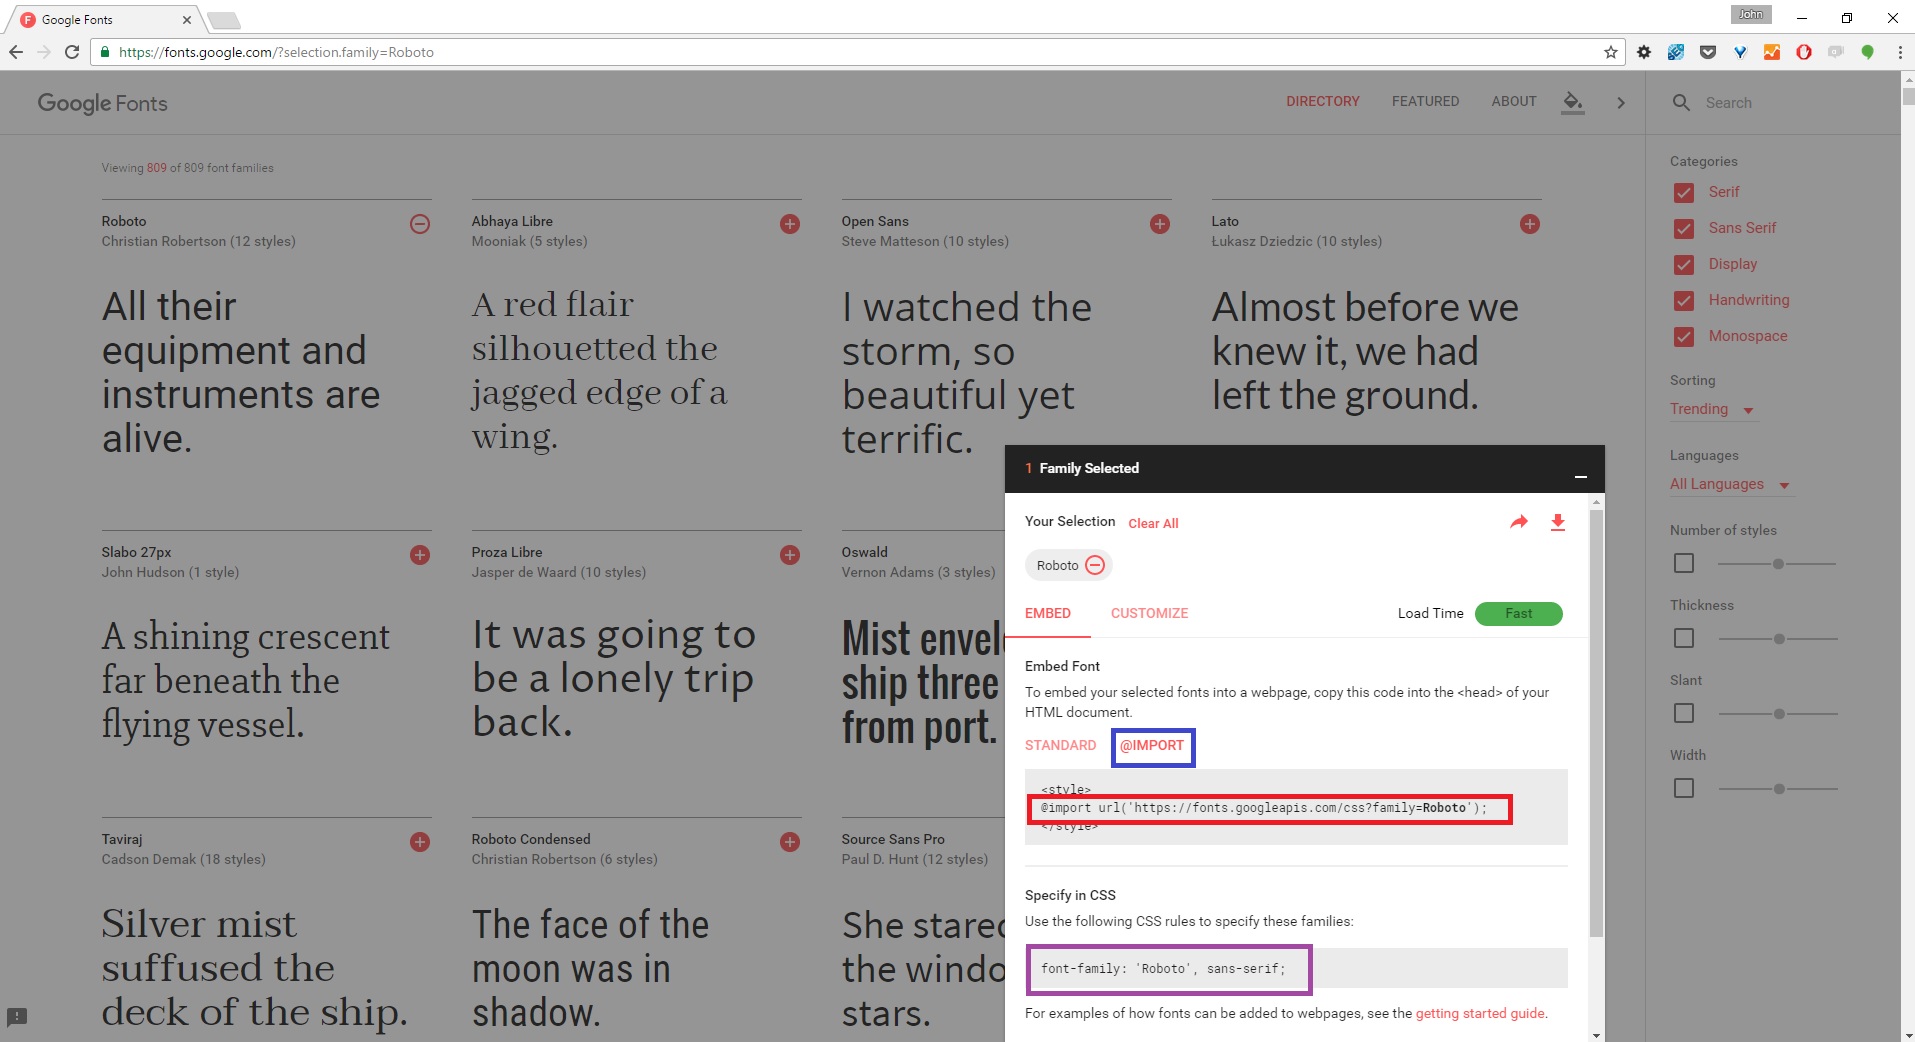 Google Fonts
John
https://fonts.google.com/?selection.family=Roboto
Google Fonts
DIRECTORY
FEATURED
ABOUT
Search
Viewing 809 of 809 font families
Roboto
Christian Robertson (12 styles)
All their
equipment and
instruments are
alive.
Abhaya Libre
Mooniak (5 styles)
A red flair
silhouetted the
jagged edge of a
wing.
Open Sans
Steve Matteson (10 styles)
I watched the
storm, so
beautiful yet
terrific.
Lato
Łukasz Dziedzic (10 styles)
Almost before we
knew it, we had
left the ground.
Slabo 27px
John Hudson (1 style)
A shining crescent
far beneath the
flying vessel.
Proza Libre
Jasper de Waard (10 styles)
It was going to
be a lonely trip
back.
Oswald
Vernon Adams (3 styles)
Mist envel
ship three
from port.
Taviraj
Cadson Demak (18 styles)
Silver mist
suffused the
deck of the ship.
Roboto Condensed
Christian Robertson (6 styles)
The face of the
moon was in
shadow.
Source Sans Pro
Paul D. Hunt (12 styles)
She stared
the windo
stars.
1 Family Selected
Your Selection
Clear All
Roboto
EMBED
CUSTOMIZE
Load Time
Fast
Embed Font
To embed your selected fonts into a webpage, copy this code into the <head> of your
HTML document.
STANDARD
@IMPORT
<style>
@import url('https://fonts.googleapis.com/css?family=Roboto');
</style>
Specify in CSS
Use the following CSS rules to specify these families:
font-family: 'Roboto', sans-serif;
For examples of how fonts can be added to webpages, see the getting started guide.
Categories
Serif
Sans Serif
Display
Handwriting
Monospace
Sorting
Trending
Languages
All Languages
Number of styles
Thickness
Slant
Width